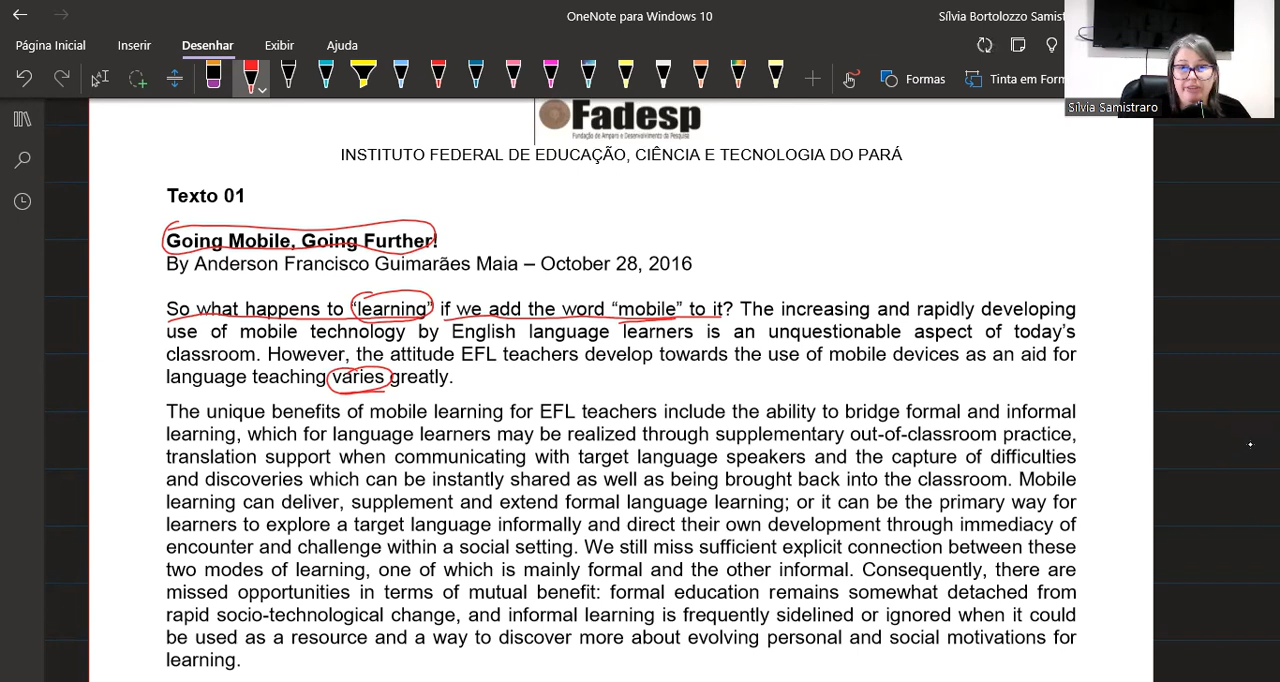 OneNote para Windows 10
Sílvia Bortolozzo Samist
Página Inicial Inserir Desenhar Exibir Ajuda
Formas Tinta em Form
Sílvia Samistraro
Fadesp
Fundação de Amparo e Desenvolvimento da Pesquisa
INSTITUTO FEDERAL DE EDUCAÇÃO, CIÊNCIA E TECNOLOGIA DO PARÁ
Texto 01
Going Mobile, Going Further!
By Anderson Francisco Guimarães Maia – October 28, 2016
So what happens to “learning” if we add the word “mobile” to it? The increasing and rapidly developing
use of mobile technology by English language learners is an unquestionable aspect of today’s
classroom. However, the attitude EFL teachers develop towards the use of mobile devices as an aid for
language teaching varies greatly.
The unique benefits of mobile learning for EFL teachers include the ability to bridge formal and informal
learning, which for language learners may be realized through supplementary out-of-classroom practice,
translation support when communicating with target language speakers and the capture of difficulties
and discoveries which can be instantly shared as well as being brought back into the classroom. Mobile
learning can deliver, supplement and extend formal language learning; or it can be the primary way for
learners to explore a target language informally and direct their own development through immediacy of
encounter and challenge within a social setting. We still miss sufficient explicit connection between these
two modes of learning, one of which is mainly formal and the other informal. Consequently, there are
missed opportunities in terms of mutual benefit: formal education remains somewhat detached from
rapid socio-technological change, and informal learning is frequently sidelined or ignored when it could
be used as a resource and a way to discover more about evolving personal and social motivations for
learning.